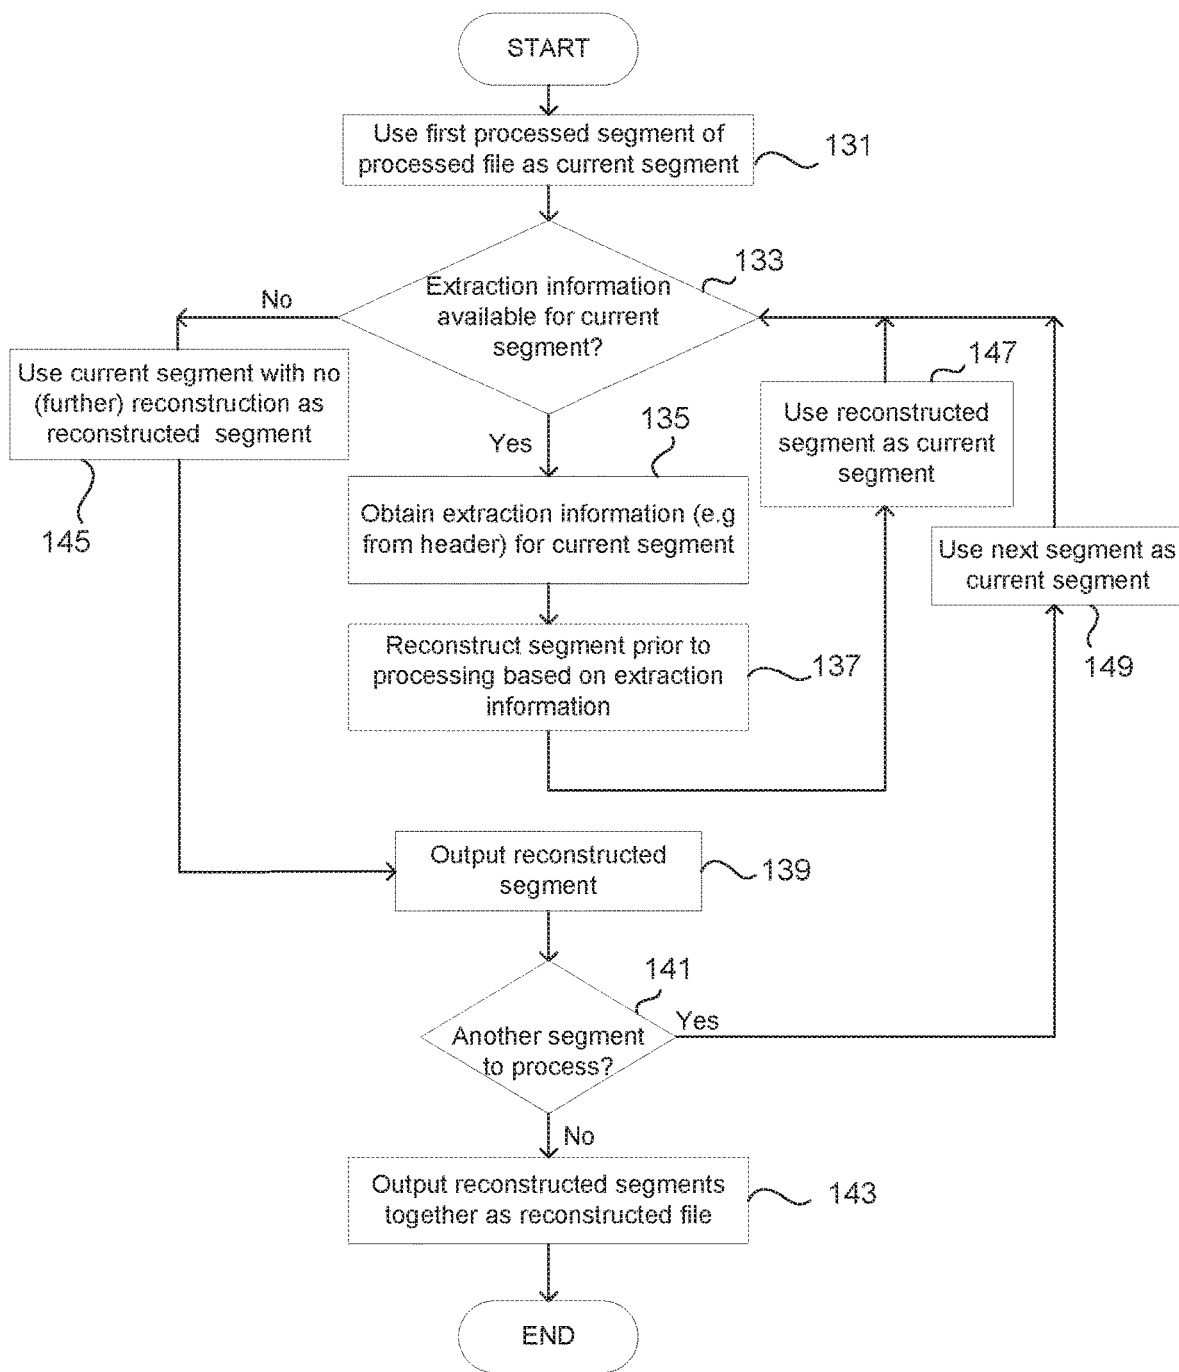 START
Use first processed segment of
processed file as current segment
131
133
Extraction information
available for current
segment?
No
Yes
Use current segment with no
(further) reconstruction as
reconstructed segment
145
135
Obtain extraction information (e.g
from header) for current segment
147
Use reconstructed
segment as current
segment
Use next segment as
current segment
149
Reconstruct segment prior to
processing based on extraction
information
137
Output reconstructed
segment
139
141
Another segment
to process?
Yes
No
Output reconstructed segments
together as reconstructed file
143
END